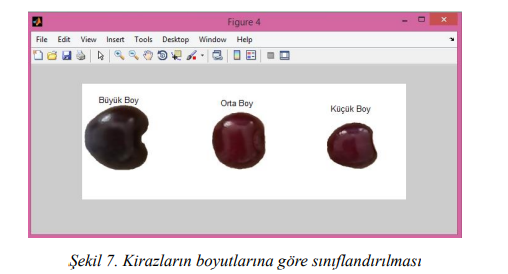 Figure 4
File Edit View Insert Tools Desktop Window Help
Büyük Boy
Orta Boy
Küçük Boy
Şekil 7. Kirazların boyutlarına göre sınıflandırılması